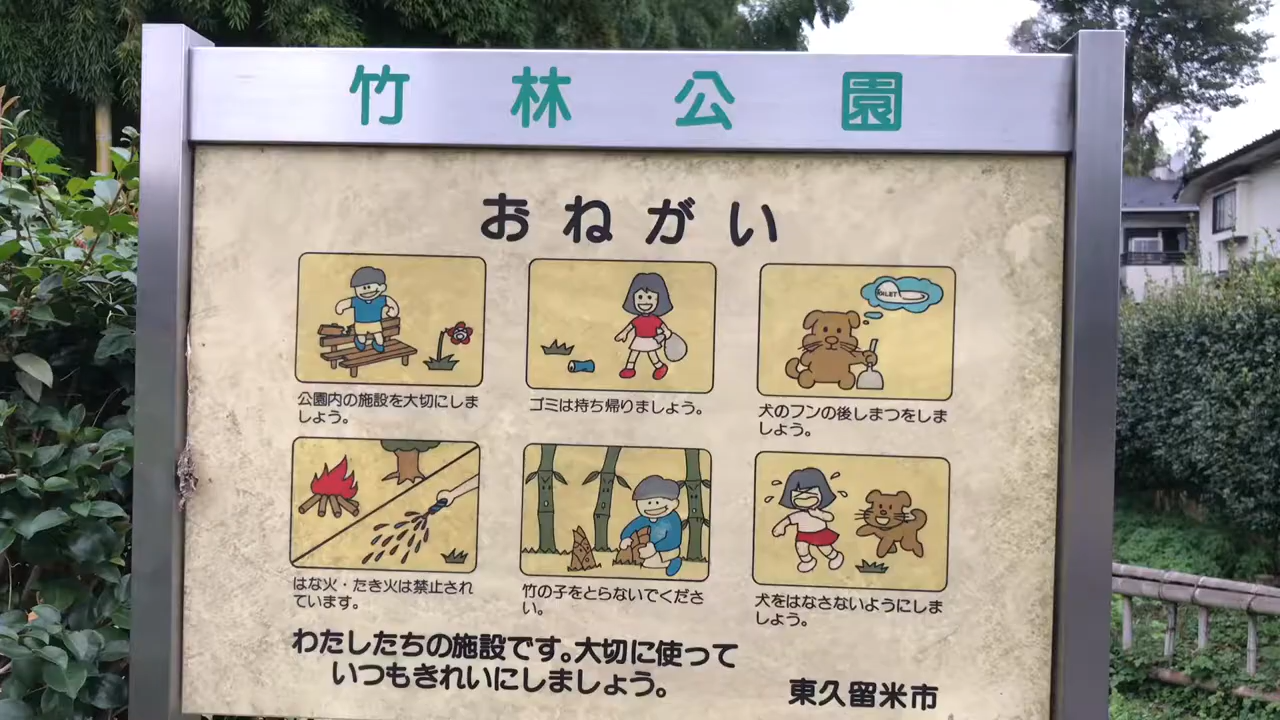 竹林公園
おねがい
TOILET
公園内の施設を大切にしま
しょう。
ゴミは持ち帰りましょう。
犬のフンの後しまつをしま
しょう。
はな火・たき火は禁止され
ています。
竹の子をとらないでくださ
い。
犬をはなさないようにしま
しょう。
わたしたちの施設です。大切に使って
いつもきれいにしましょう。
東久留米市